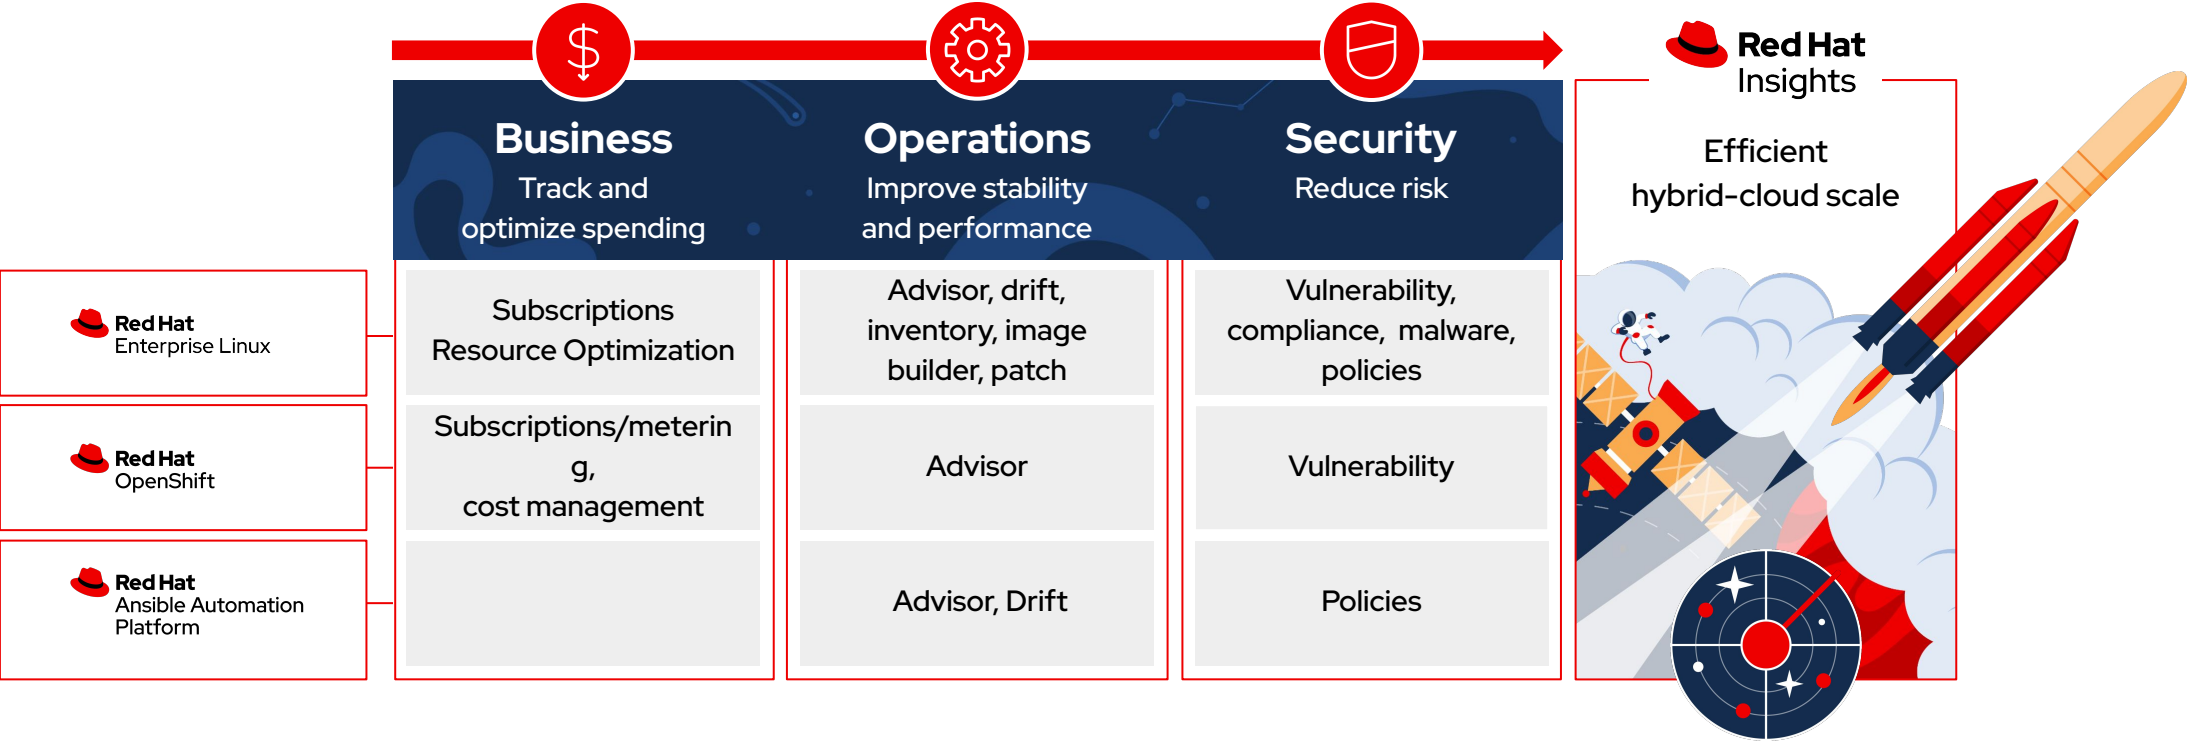 Red Hat
Insights
Business
Track and
optimize spending
Operations
Improve stability
and performance
Security
Reduce risk
Efficient
hybrid-cloud scale
Red Hat
Enterprise Linux
Subscriptions
Resource Optimization
Advisor, drift,
inventory, image
builder, patch
Vulnerability,
compliance, malware,
policies
Red Hat
OpenShift
Subscriptions/meterin
g,
cost management
Advisor
Vulnerability
Red Hat
Ansible Automation
Platform
Advisor, Drift
Policies